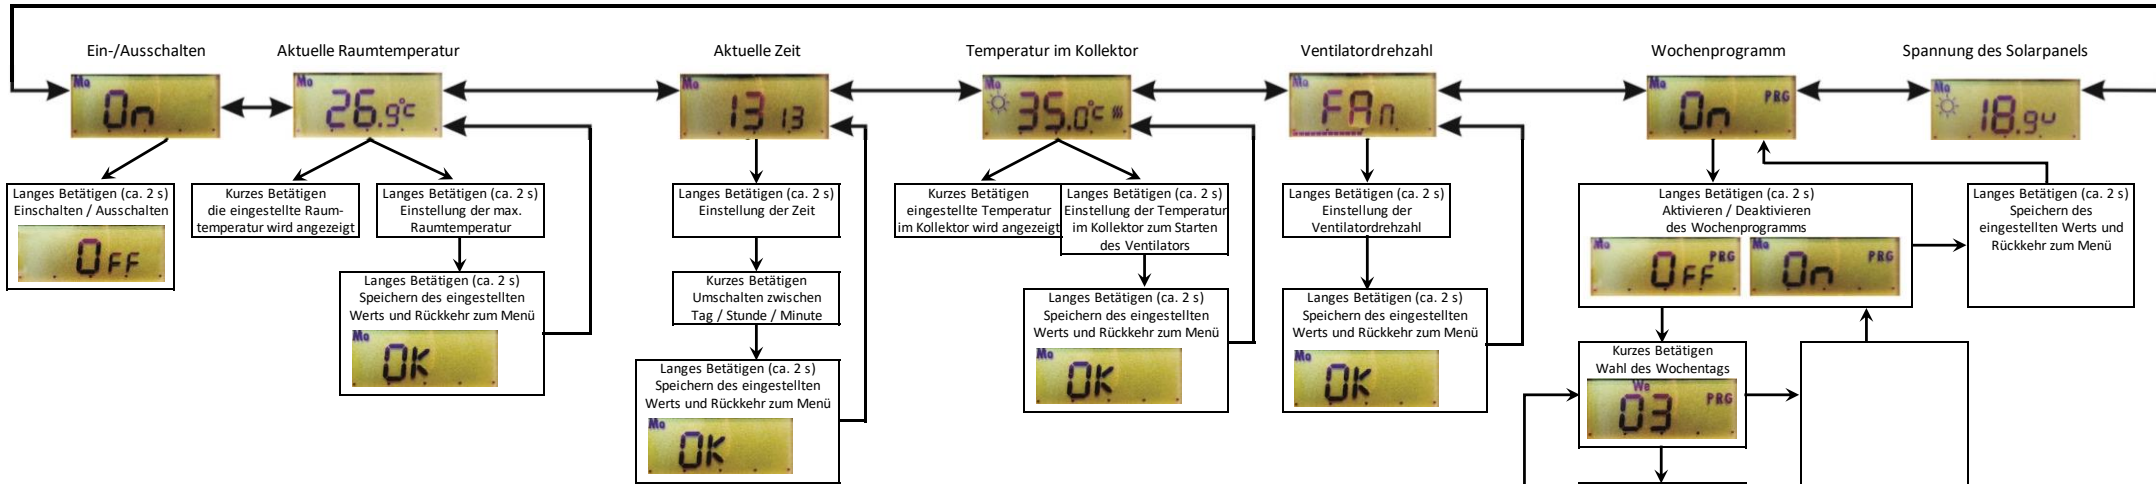 Ein-/Ausschalten
Aktuelle Raumtemperatur
Aktuelle Zeit
Temperatur im Kollektor
Ventilatordrehzahl
Wochenprogramm
Spannung des Solarpanels
Mo
On
Mo
26.9°C
Mo
13 13
Mo
35.0°C
Mo
FAn
Mo
On PRG
Mo
18.9u
Langes Betätigen (ca. 2 s)
Einschalten / Ausschalten
OFF
Kurzes Betätigen
die eingestellte Raum-
temperatur wird angezeigt
Langes Betätigen (ca. 2 s)
Einstellung der max.
Raumtemperatur
Langes Betätigen (ca. 2 s)
Speichern des eingestellten
Werts und Rückkehr zum Menü
Mo
OK
Langes Betätigen (ca. 2 s)
Einstellung der Zeit
Kurzes Betätigen
Umschalten zwischen
Tag / Stunde / Minute
Langes Betätigen (ca. 2 s)
Speichern des eingestellten
Werts und Rückkehr zum Menü
Mo
OK
Kurzes Betätigen
eingestellte Temperatur
im Kollektor wird angezeigt
Langes Betätigen (ca. 2 s)
Einstellung der Temperatur
im Kollektor zum Starten
des Ventilators
Langes Betätigen (ca. 2 s)
Speichern des eingestellten
Werts und Rückkehr zum Menü
Mo
OK
Langes Betätigen (ca. 2 s)
Einstellung der
Ventilatordrehzahl
Langes Betätigen (ca. 2 s)
Speichern des eingestellten
Werts und Rückkehr zum Menü
Mo
OK
Langes Betätigen (ca. 2 s)
Aktivieren / Deaktivieren
des Wochenprogramms
Mo
OFF PRG
Mo
On PRG
Langes Betätigen (ca. 2 s)
Speichern des
eingestellten Werts und
Rückkehr zum Menü
Kurzes Betätigen
Wahl des Wochentags
We
03 PRG